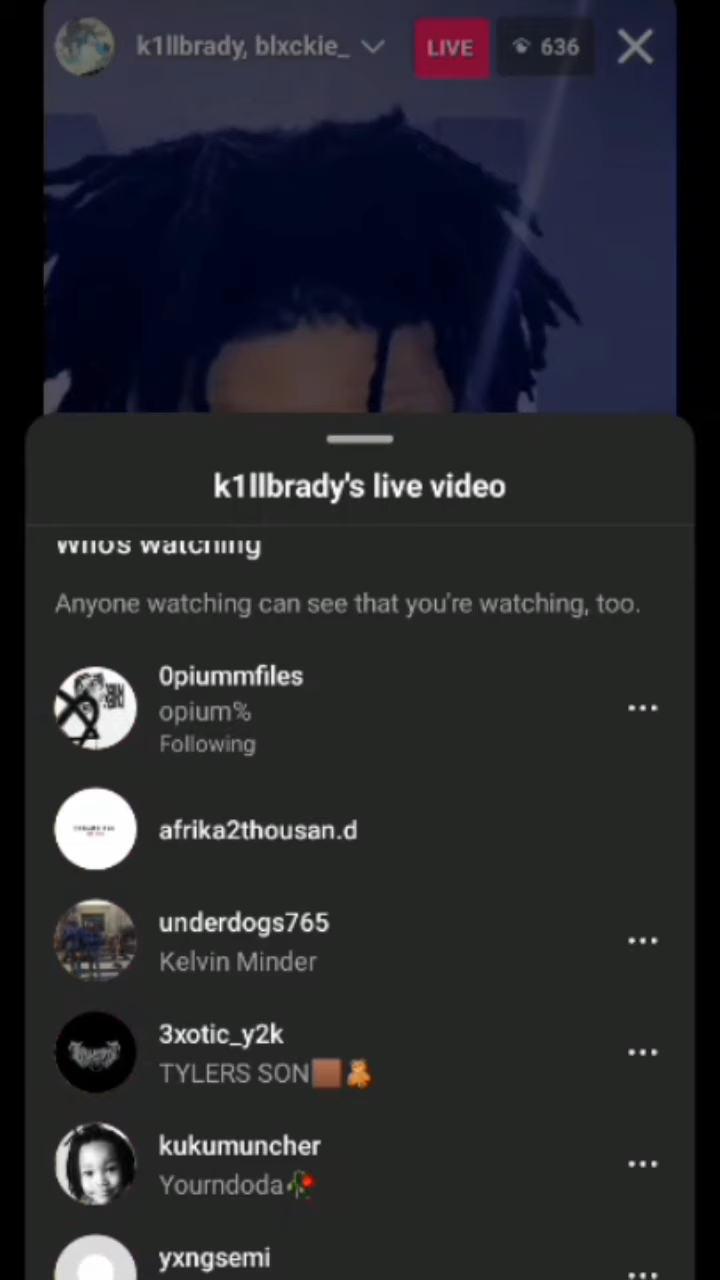 k1llbrady, blxckie_
LIVE
636
k1llbrady's live video
Who's watching
Anyone watching can see that you're watching, too.
0piummfiles
opium%
Following
afrika2thousan.d
underdogs765
Kelvin Minder
3xotic_y2k
TYLERS SON🟫🧸
kukumuncher
Yourndoda🥀
yxngsemi